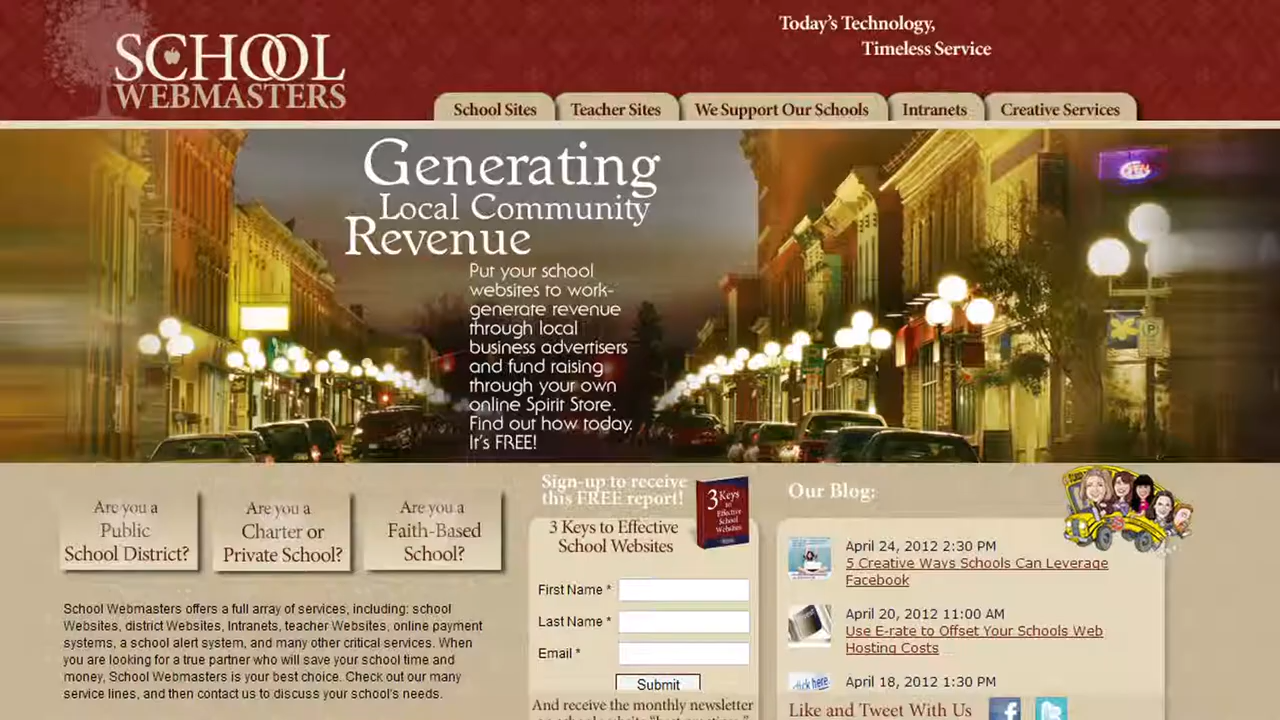 SCHOOL
WEBMASTERS
Today's Technology,
Timeless Service
School Sites
Teacher Sites
We Support Our Schools
Intranets
Creative Services
Generating
Local Community
Revenue
Put your school
websites to work-
generate revenue
through local
business advertisers
and fund raising
through your own
online Spirit Store.
Find out how today.
It's FREE!
Are you a
Public
School District?
Are you a
Charter or
Private School?
Are you a
Faith-Based
School?
School Webmasters offers a full array of services, including: school
Websites, district Websites, Intranets, teacher Websites, online payment
systems, a school alert system, and many other critical services. When
you are looking for a true partner who will save your school time and
money, School Webmasters is your best choice. Check out our many
service lines, and then contact us to discuss your school's needs.
Sign-up to receive
this FREE report!
3 Keys
to
Effective
School
Websites
3 Keys to Effective
School Websites
First Name *
Last Name *
Email *
Submit
And receive the monthly newsletter
Our Blog:
April 24, 2012 2:30 PM
5 Creative Ways Schools Can Leverage
Facebook
April 20, 2012 11:00 AM
Use E-rate to Offset Your Schools Web
Hosting Costs
click here
April 18, 2012 1:30 PM
Like and Tweet With Us